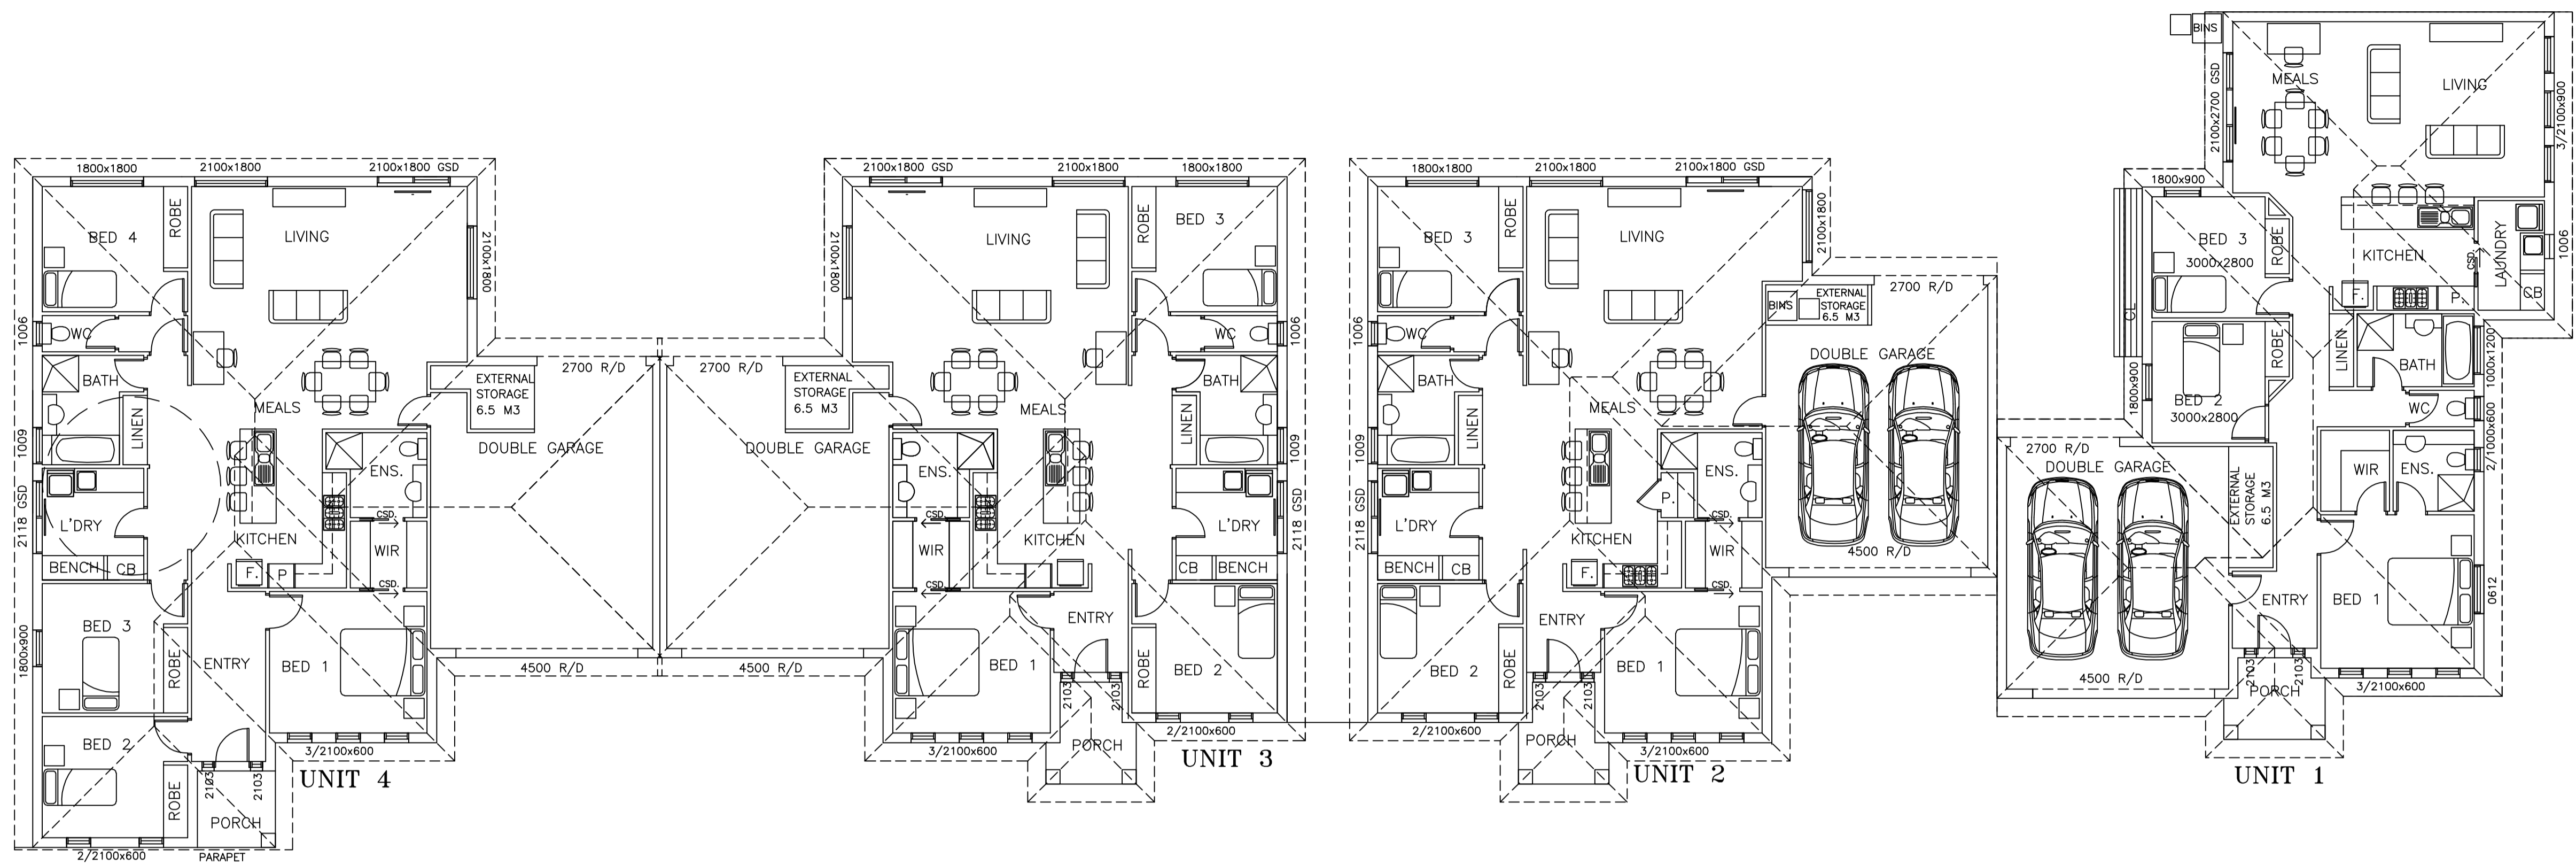 1800x1800
2100x1800
2100x1800 GSD
BED 4
ROBE
LIVING
2100x1800
1006
WC
BATH
LINEN
1009
MEALS
EXTERNAL
STORAGE
6.5 M3
2700 R/D
DOUBLE GARAGE
ENS.
CSD.
2118 GSD
L'DRY
BENCH
CB
KITCHEN
F.
P
WIR
CSD.
BED 3
1800x900
ROBE
ENTRY
BED 1
4500 R/D
BED 2
ROBE
2103
2103
3/2100x600
PORCH
2/2100x600
PARAPET
UNIT 4
2100x1800 GSD
2100x1800
1800x1800
2100x1800
LIVING
ROBE
BED 3
2700 R/D
EXTERNAL
STORAGE
6.5 M3
DOUBLE GARAGE
MEALS
WC
1006
BATH
LINEN
1009
ENS.
CSD.
WIR
CSD.
KITCHEN
L'DRY
2118 GSD
CB
BENCH
ENTRY
BED 1
ROBE
BED 2
4500 R/D
2103
2103
3/2100x600
PORCH
2/2100x600
UNIT 3
1800x1800
2100x1800
2100x1800 GSD
BED 3
ROBE
LIVING
2100x1800
1006
WC
BATH
LINEN
1009
MEALS
BINS
EXTERNAL
STORAGE
6.5 M3
2700 R/D
DOUBLE GARAGE
ENS.
P.
CSD.
2118 GSD
L'DRY
BENCH
CB
KITCHEN
F.
WIR
CSD.
4500 R/D
ENTRY
BED 2
ROBE
BED 1
2103
2103
2/2100x600
PORCH
3/2100x600
UNIT 2
BINS
MEALS
LIVING
2100x2700 GSD
3/2100x900
1800x900
BED 3
3000x2800
ROBE
KITCHEN
CSD.
LAUNDRY
1006
CB
CL
F.
P.
LINEN
BATH
1000x1200
ROBE
BED 2
3000x2800
1800x900
WC
2/1000x600
2700 R/D
DOUBLE GARAGE
EXTERNAL
STORAGE
6.5 M3
WIR
ENS.
ENTRY
BED 1
0612
4500 R/D
2103
2103
PORCH
3/2100x600
UNIT 1